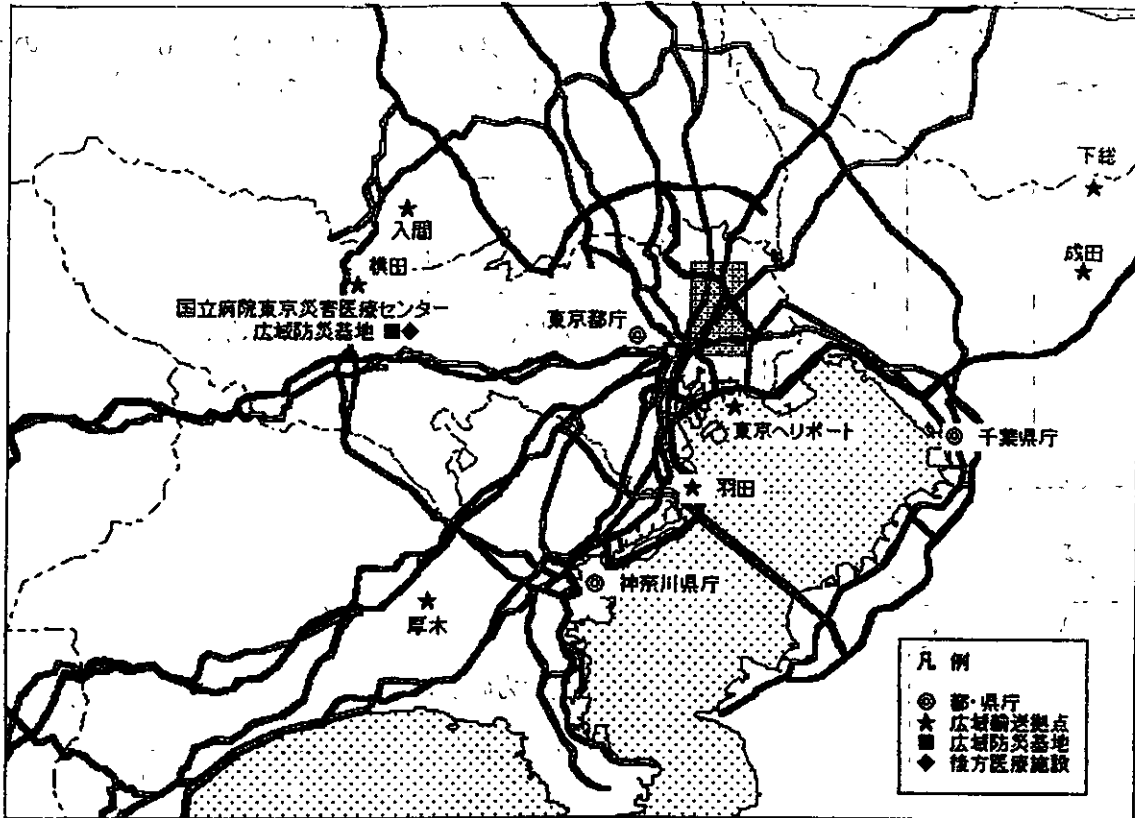 下総
入間
成田
横田
国立病院東京災害医療センター
広域防災基地 ■◆
東京都庁 ◎
★
東京ヘリポート
◎ 千葉県庁
★ 羽田
◎ 神奈川県庁
厚木
凡 例
◎ 都・県庁
★ 広域輸送拠点
■ 広域防災基地
◆ 後方医療施設